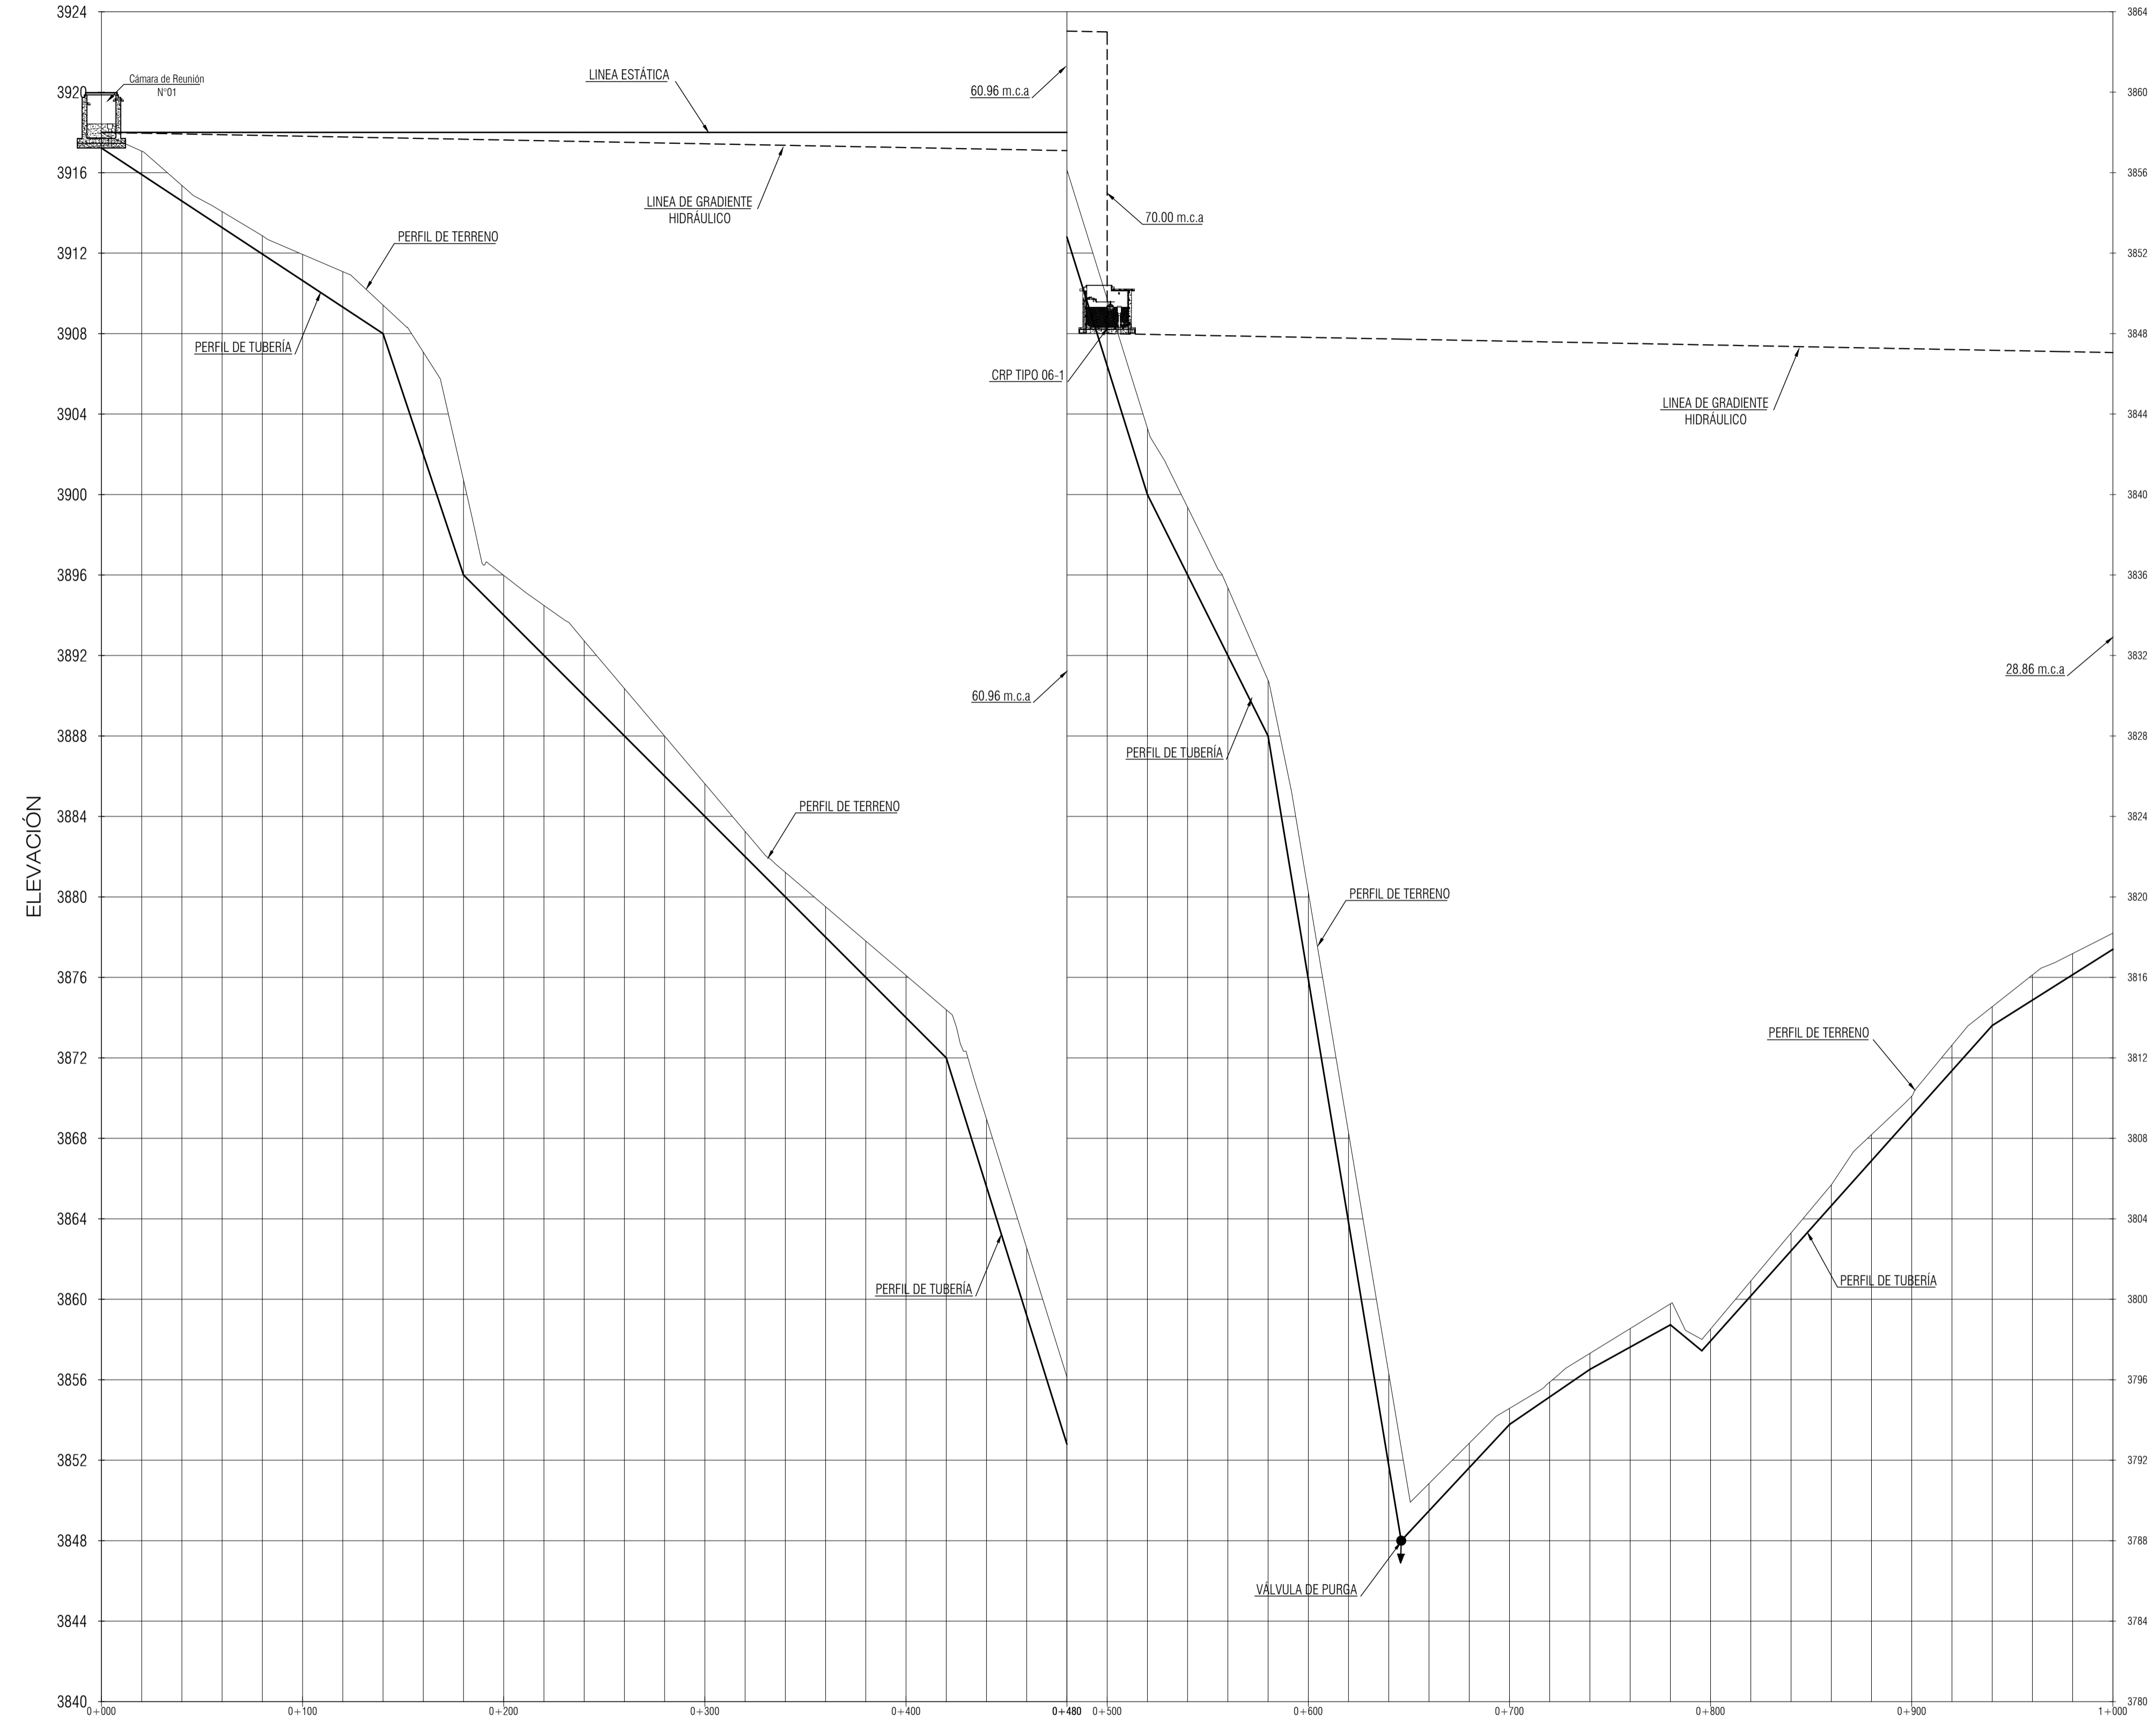 3924
3864
Cámara de Reunión
N°01
LINEA ESTÁTICA
60.96 m.c.a
3920
3860
3916
3856
LINEA DE GRADIENTE
HIDRÁULICO
70.00 m.c.a
PERFIL DE TERRENO
3912
3852
3908
3848
PERFIL DE TUBERÍA
CRP TIPO 06-1
3904
3844
LINEA DE GRADIENTE
HIDRÁULICO
3900
3840
3896
3836
3892
3832
60.96 m.c.a
28.86 m.c.a
3888
3828
PERFIL DE TUBERÍA
PERFIL DE TERRENO
3884
3824
ELEVACIÓN
3880
3820
PERFIL DE TERRENO
3876
3816
PERFIL DE TERRENO
3872
3812
3868
3808
3864
3804
PERFIL DE TUBERÍA
PERFIL DE TUBERÍA
3860
3800
3856
3796
3852
3792
3848
3788
VÁLVULA DE PURGA
3844
3784
3840
3780
0+000 0+100 0+200 0+300 0+400 0+480 0+500 0+600 0+700 0+800 0+900 1+000